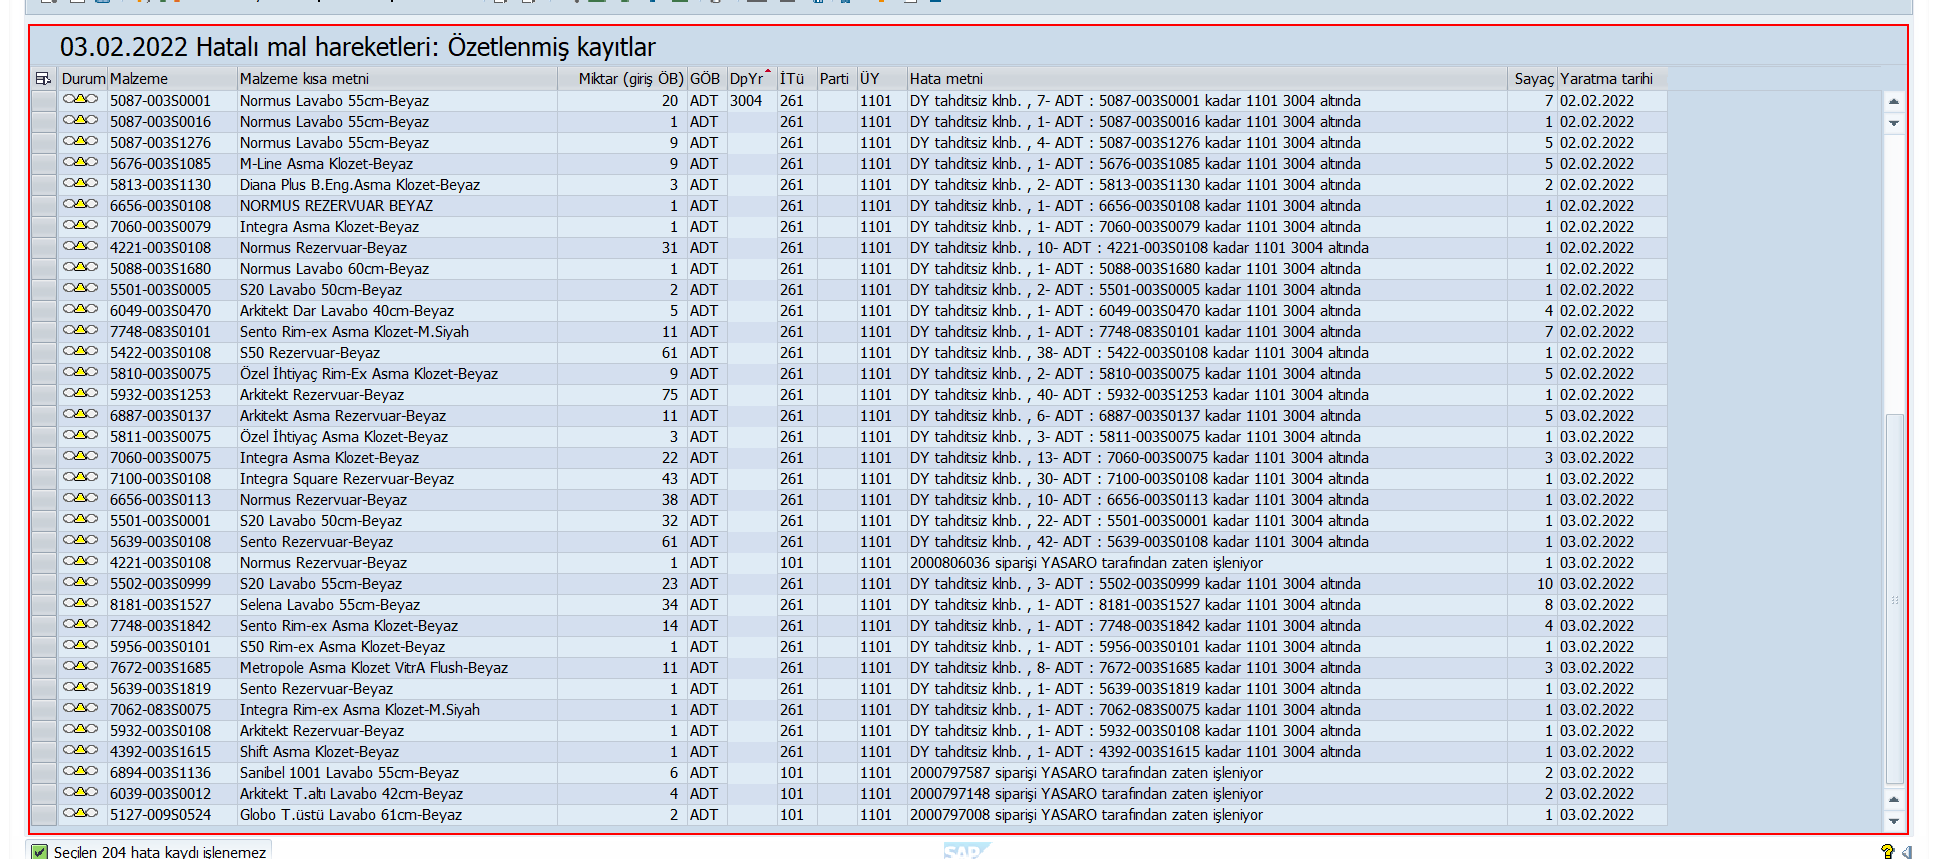 03.02.2022 Hatalı mal hareketleri: Özetlenmiş kayıtlar
Durum Malzeme Malzeme kısa metni Miktar (giriş ÖB) GÖB DpYr İTü Parti ÜY Hata metni Sayaç Yaratma tarihi
5087-003S0001 Normus Lavabo 55cm-Beyaz 20 ADT 3004 261 1101 DY tahditsiz klnb. , 7- ADT : 5087-003S0001 kadar 1101 3004 altında 7 02.02.2022
5087-003S0016 Normus Lavabo 55cm-Beyaz 1 ADT 261 1101 DY tahditsiz klnb. , 1- ADT : 5087-003S0016 kadar 1101 3004 altında 1 02.02.2022
5087-003S1276 Normus Lavabo 55cm-Beyaz 9 ADT 261 1101 DY tahditsiz klnb. , 4- ADT : 5087-003S1276 kadar 1101 3004 altında 5 02.02.2022
5676-003S1085 M-Line Asma Klozet-Beyaz 9 ADT 261 1101 DY tahditsiz klnb. , 1- ADT : 5676-003S1085 kadar 1101 3004 altında 5 02.02.2022
5813-003S1130 Diana Plus B.Eng.Asma Klozet-Beyaz 3 ADT 261 1101 DY tahditsiz klnb. , 2- ADT : 5813-003S1130 kadar 1101 3004 altında 2 02.02.2022
6656-003S0108 NORMUS REZERVUAR BEYAZ 1 ADT 261 1101 DY tahditsiz klnb. , 1- ADT : 6656-003S0108 kadar 1101 3004 altında 1 02.02.2022
7060-003S0079 Integra Asma Klozet-Beyaz 1 ADT 261 1101 DY tahditsiz klnb. , 1- ADT : 7060-003S0079 kadar 1101 3004 altında 1 02.02.2022
4221-003S0108 Normus Rezervuar-Beyaz 31 ADT 261 1101 DY tahditsiz klnb. , 10- ADT : 4221-003S0108 kadar 1101 3004 altında 1 02.02.2022
5088-003S1680 Normus Lavabo 60cm-Beyaz 1 ADT 261 1101 DY tahditsiz klnb. , 1- ADT : 5088-003S1680 kadar 1101 3004 altında 1 02.02.2022
5501-003S0005 S20 Lavabo 50cm-Beyaz 2 ADT 261 1101 DY tahditsiz klnb. , 2- ADT : 5501-003S0005 kadar 1101 3004 altında 1 02.02.2022
6049-003S0470 Arkitekt Dar Lavabo 40cm-Beyaz 5 ADT 261 1101 DY tahditsiz klnb. , 1- ADT : 6049-003S0470 kadar 1101 3004 altında 4 02.02.2022
7748-083S0101 Sento Rim-ex Asma Klozet-M.Siyah 11 ADT 261 1101 DY tahditsiz klnb. , 1- ADT : 7748-083S0101 kadar 1101 3004 altında 7 02.02.2022
5422-003S0108 S50 Rezervuar-Beyaz 61 ADT 261 1101 DY tahditsiz klnb. , 38- ADT : 5422-003S0108 kadar 1101 3004 altında 1 02.02.2022
5810-003S0075 Özel İhtiyaç Rim-Ex Asma Klozet-Beyaz 9 ADT 261 1101 DY tahditsiz klnb. , 2- ADT : 5810-003S0075 kadar 1101 3004 altında 5 02.02.2022
5932-003S1253 Arkitekt Rezervuar-Beyaz 75 ADT 261 1101 DY tahditsiz klnb. , 40- ADT : 5932-003S1253 kadar 1101 3004 altında 1 02.02.2022
6887-003S0137 Arkitekt Asma Rezervuar-Beyaz 11 ADT 261 1101 DY tahditsiz klnb. , 6- ADT : 6887-003S0137 kadar 1101 3004 altında 5 03.02.2022
5811-003S0075 Özel İhtiyaç Asma Klozet-Beyaz 3 ADT 261 1101 DY tahditsiz klnb. , 3- ADT : 5811-003S0075 kadar 1101 3004 altında 1 03.02.2022
7060-003S0075 Integra Asma Klozet-Beyaz 22 ADT 261 1101 DY tahditsiz klnb. , 13- ADT : 7060-003S0075 kadar 1101 3004 altında 3 03.02.2022
7100-003S0108 Integra Square Rezervuar-Beyaz 43 ADT 261 1101 DY tahditsiz klnb. , 30- ADT : 7100-003S0108 kadar 1101 3004 altında 1 03.02.2022
6656-003S0113 Normus Rezervuar-Beyaz 38 ADT 261 1101 DY tahditsiz klnb. , 10- ADT : 6656-003S0113 kadar 1101 3004 altında 1 03.02.2022
5501-003S0001 S20 Lavabo 50cm-Beyaz 32 ADT 261 1101 DY tahditsiz klnb. , 22- ADT : 5501-003S0001 kadar 1101 3004 altında 1 03.02.2022
5639-003S0108 Sento Rezervuar-Beyaz 61 ADT 261 1101 DY tahditsiz klnb. , 42- ADT : 5639-003S0108 kadar 1101 3004 altında 1 03.02.2022
4221-003S0108 Normus Rezervuar-Beyaz 1 ADT 101 1101 2000806036 siparişi YASARO tarafından zaten işleniyor 1 03.02.2022
5502-003S0999 S20 Lavabo 55cm-Beyaz 23 ADT 261 1101 DY tahditsiz klnb. , 3- ADT : 5502-003S0999 kadar 1101 3004 altında 10 03.02.2022
8181-003S1527 Selena Lavabo 55cm-Beyaz 34 ADT 261 1101 DY tahditsiz klnb. , 1- ADT : 8181-003S1527 kadar 1101 3004 altında 8 03.02.2022
7748-003S1842 Sento Rim-ex Asma Klozet-Beyaz 14 ADT 261 1101 DY tahditsiz klnb. , 1- ADT : 7748-003S1842 kadar 1101 3004 altında 4 03.02.2022
5956-003S0101 S50 Rim-ex Asma Klozet-Beyaz 1 ADT 261 1101 DY tahditsiz klnb. , 1- ADT : 5956-003S0101 kadar 1101 3004 altında 1 03.02.2022
7672-003S1685 Metropole Asma Klozet VitrA Flush-Beyaz 11 ADT 261 1101 DY tahditsiz klnb. , 8- ADT : 7672-003S1685 kadar 1101 3004 altında 3 03.02.2022
5639-003S1819 Sento Rezervuar-Beyaz 1 ADT 261 1101 DY tahditsiz klnb. , 1- ADT : 5639-003S1819 kadar 1101 3004 altında 1 03.02.2022
7062-083S0075 Integra Rim-ex Asma Klozet-M.Siyah 1 ADT 261 1101 DY tahditsiz klnb. , 1- ADT : 7062-083S0075 kadar 1101 3004 altında 1 03.02.2022
5932-003S0108 Arkitekt Rezervuar-Beyaz 1 ADT 261 1101 DY tahditsiz klnb. , 1- ADT : 5932-003S0108 kadar 1101 3004 altında 1 03.02.2022
4392-003S1615 Shift Asma Klozet-Beyaz 1 ADT 261 1101 DY tahditsiz klnb. , 1- ADT : 4392-003S1615 kadar 1101 3004 altında 1 03.02.2022
6894-003S1136 Sanibel 1001 Lavabo 55cm-Beyaz 6 ADT 101 1101 2000797587 siparişi YASARO tarafından zaten işleniyor 2 03.02.2022
6039-003S0012 Arkitekt T.altı Lavabo 42cm-Beyaz 4 ADT 101 1101 2000797148 siparişi YASARO tarafından zaten işleniyor 2 03.02.2022
5127-009S0524 Globo T.üstü Lavabo 61cm-Beyaz 2 ADT 101 1101 2000797008 siparişi YASARO tarafından zaten işleniyor 1 03.02.2022
Seçilen 204 hata kaydı işlenemez
SAP